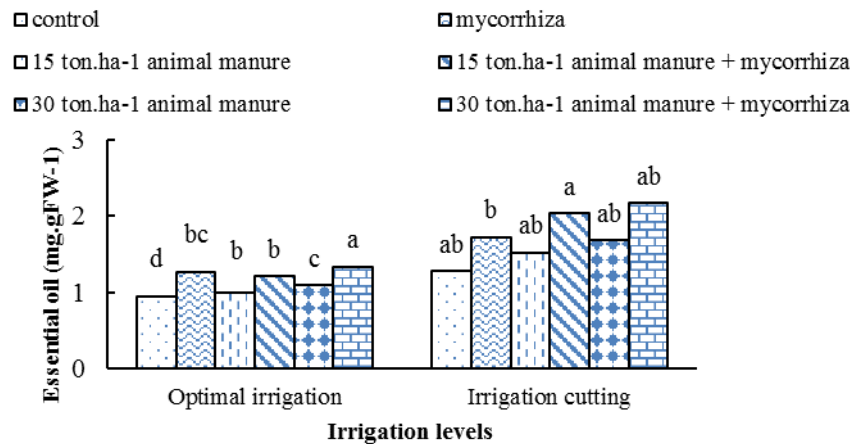 control
mycorrhiza
15 ton.ha-1 animal manure
15 ton.ha-1 animal manure + mycorrhiza
30 ton.ha-1 animal manure
30 ton.ha-1 animal manure + mycorrhiza
Essential oil (mg.gFW-1)
3
2
1
0
d
bc
b
b
c
a
ab
b
ab
a
ab
ab
Optimal irrigation
Irrigation cutting
Irrigation levels